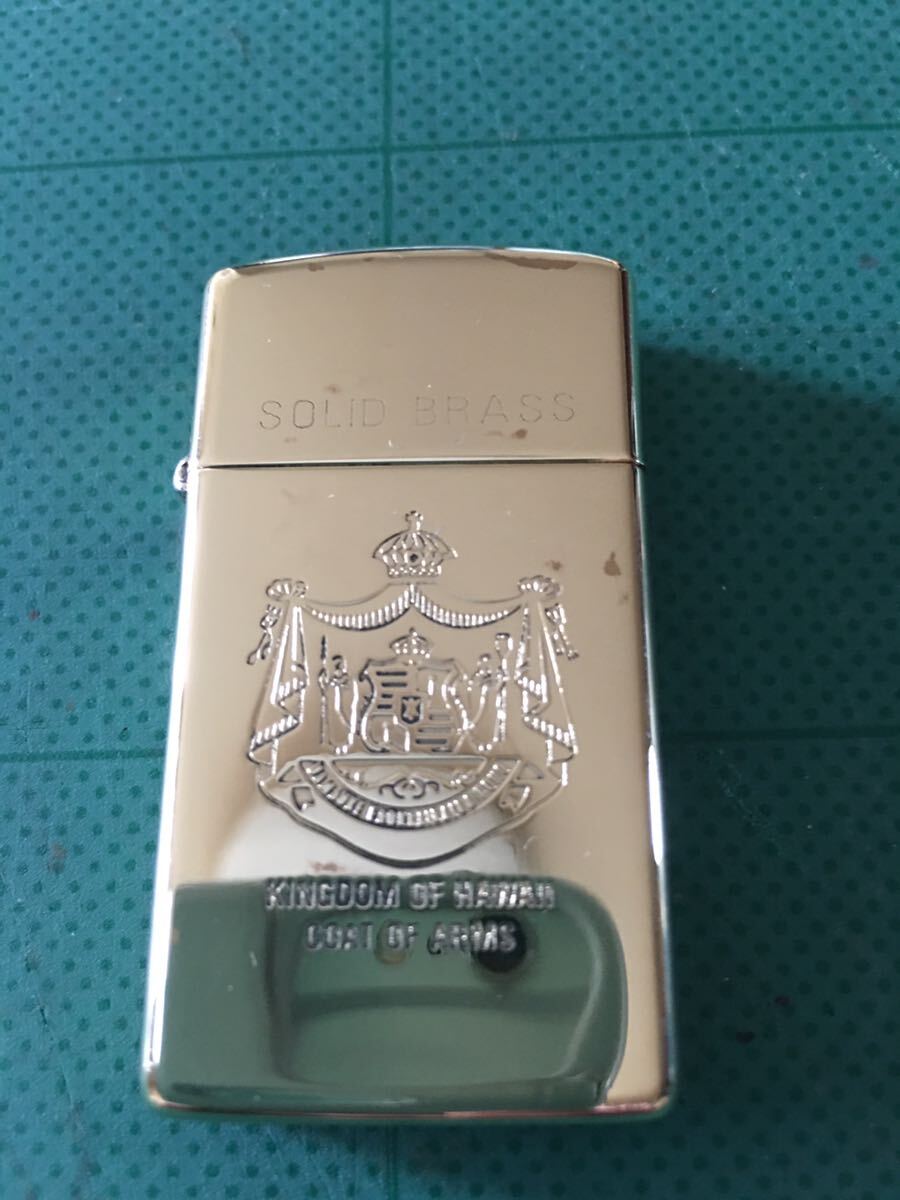 SOLID BRASS
KINGDOM OF HAWAII
COAT OF ARMS